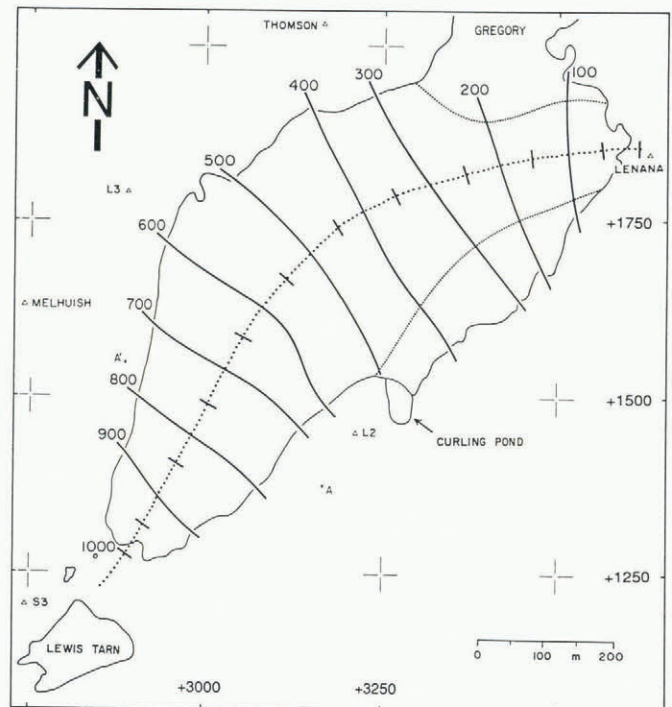 THOMSON
GREGORY
N
400
300
200
100
500
LENANA
L3
600
+1750
MELHUISH
700
A'
800
+1500
900
L2
CURLING POND
A
1000
+1250
S3
LEWIS TARN
0 100 m 200
+3000 +3250